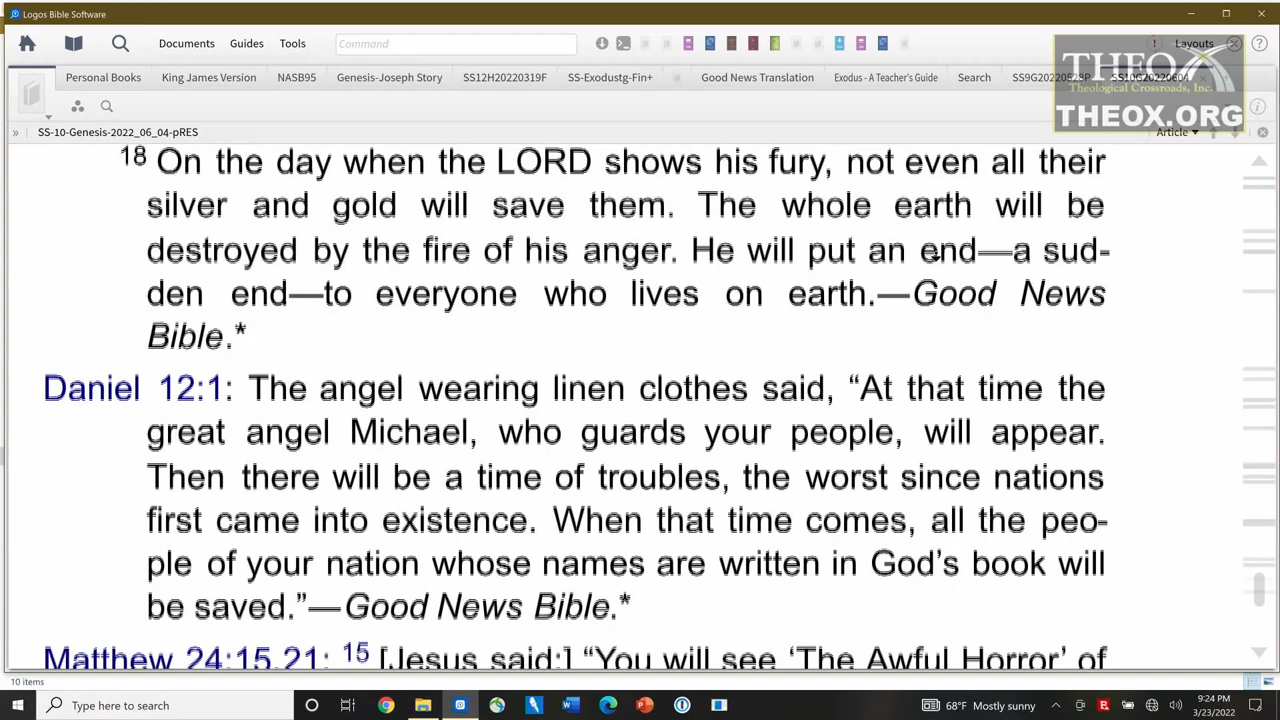 Logos Bible Software
Documents Guides Tools Command Layouts
THEOX
Theological Crossroads, Inc.
THEOX.ORG
Personal Books King James Version NASB95 Genesis-Joseph Story SS12H20220319F SS-Exodustg-Fin+ Good News Translation Exodus - A Teacher's Guide Search
SS-10-Genesis-2022_06_04-pRES Article
18 On the day when the LORD shows his fury, not even all their
silver and gold will save them. The whole earth will be
destroyed by the fire of his anger. He will put an end—a sud-
den end—to everyone who lives on earth.—Good News
Bible.*
Daniel 12:1: The angel wearing linen clothes said, “At that time the
great angel Michael, who guards your people, will appear.
Then there will be a time of troubles, the worst since nations
first came into existence. When that time comes, all the peo-
ple of your nation whose names are written in God’s book will
be saved.”—Good News Bible.*
Matthew 24:15,21: 15 [Jesus said:] “You will see ‘The Awful Horror’ of
10 items
Type here to search
68°F Mostly sunny
9:24 PM
3/23/2022